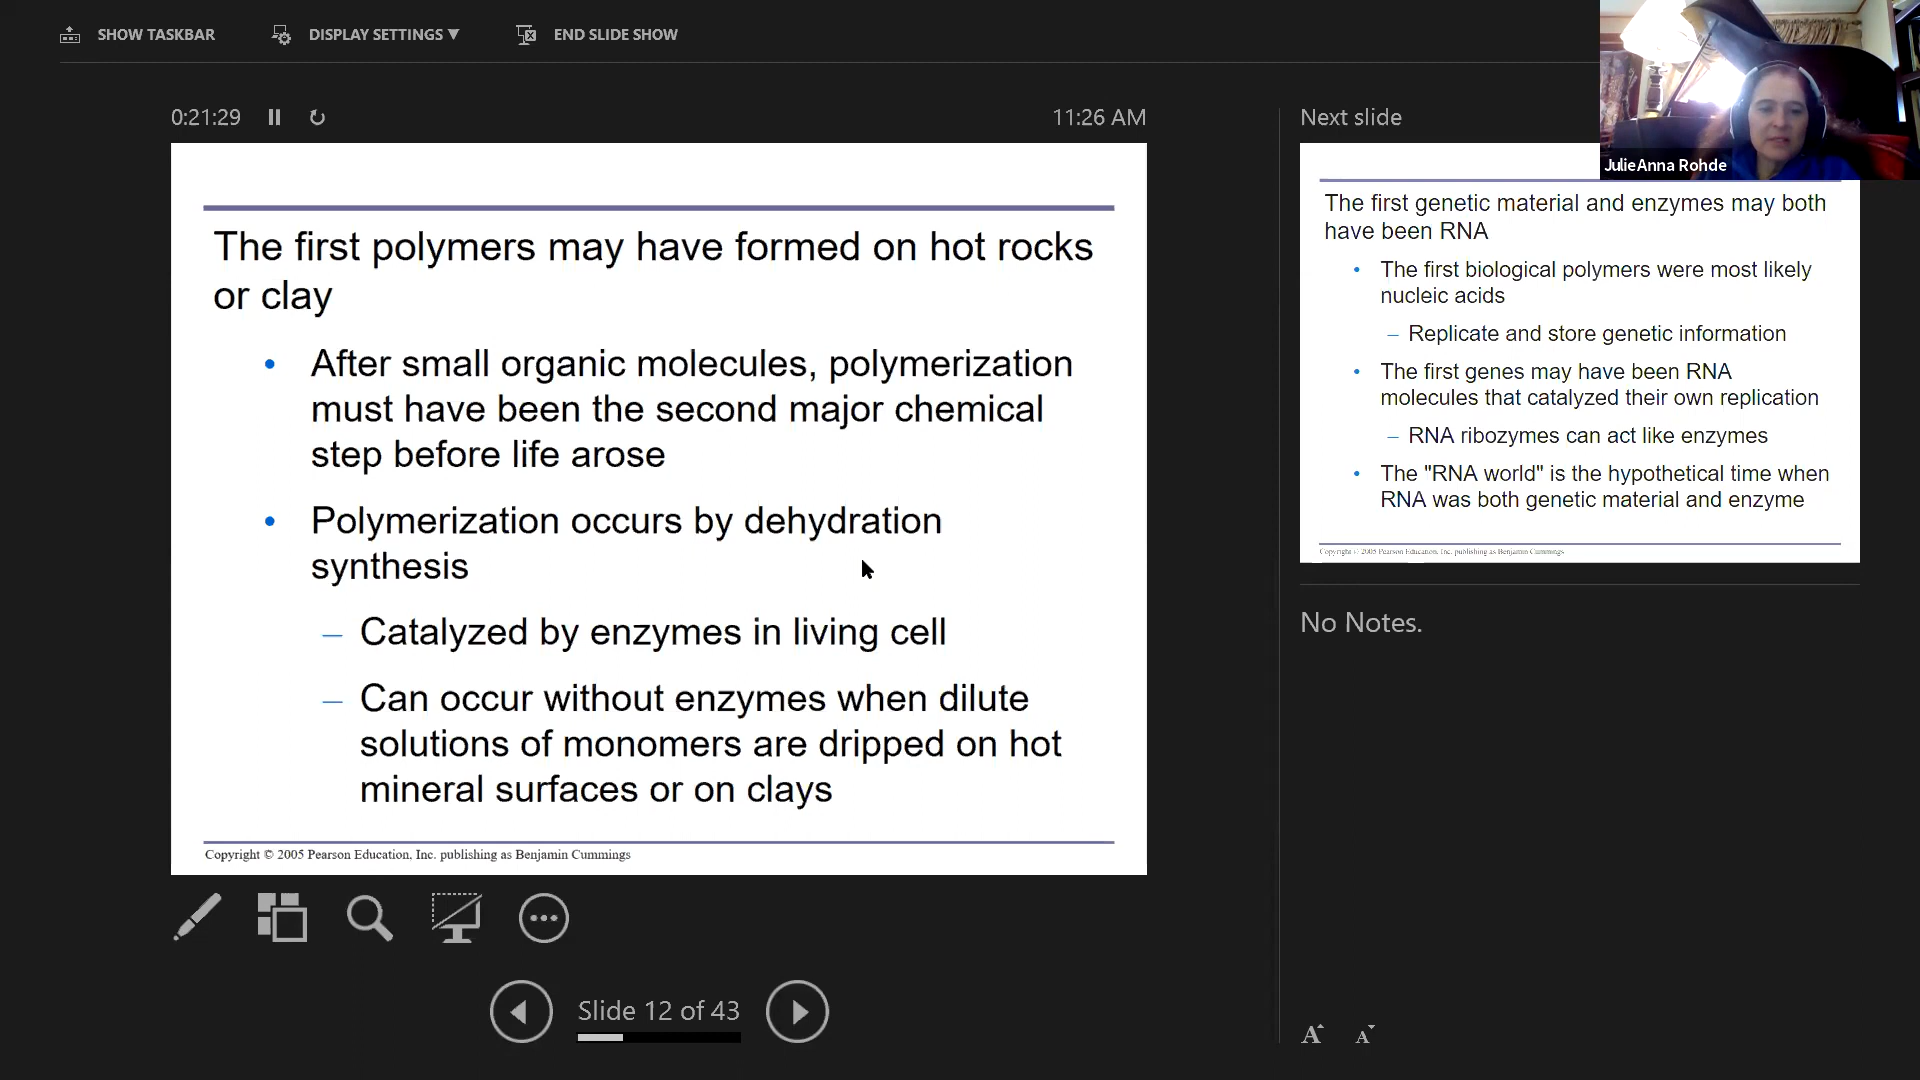 SHOW TASKBAR
DISPLAY SETTINGS ▼
END SLIDE SHOW
0:21:29
11:26 AM
The first polymers may have formed on hot rocks
or clay
• After small organic molecules, polymerization
must have been the second major chemical
step before life arose
• Polymerization occurs by dehydration
synthesis
– Catalyzed by enzymes in living cell
– Can occur without enzymes when dilute
solutions of monomers are dripped on hot
mineral surfaces or on clays
Copyright © 2005 Pearson Education, Inc. publishing as Benjamin Cummings
Slide 12 of 43
Next slide
JulieAnna Rohde
The first genetic material and enzymes may both
have been RNA
• The first biological polymers were most likely
nucleic acids
– Replicate and store genetic information
• The first genes may have been RNA
molecules that catalyzed their own replication
– RNA ribozymes can act like enzymes
• The "RNA world" is the hypothetical time when
RNA was both genetic material and enzyme
Copyright © 2005 Pearson Education, Inc. publishing as Benjamin Cummings
No Notes.
A A